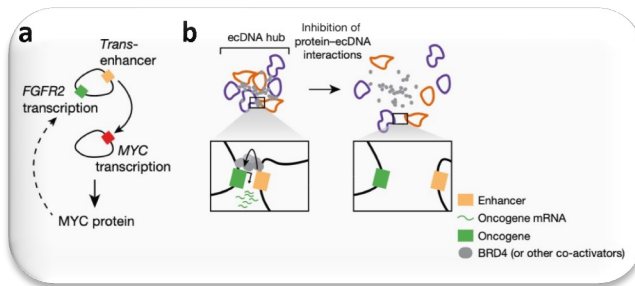 a
Trans-
enhancer
FGFR2
transcription
MYC
transcription
MYC protein
b
ecDNA hub
Inhibition of
protein–ecDNA
interactions
Enhancer
Oncogene mRNA
Oncogene
BRD4 (or other co-activators)